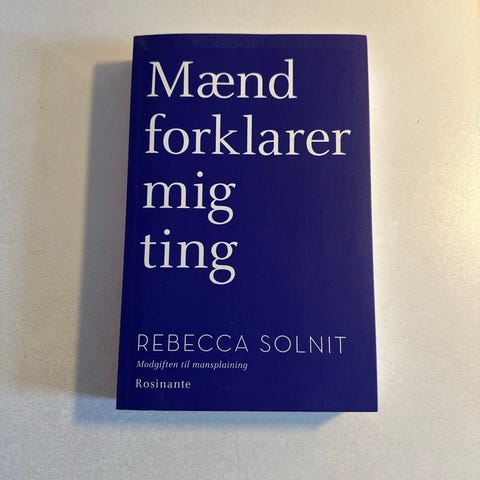 Mænd
forklarer
mig
ting
REBECCA SOLNIT
Modgiften til mansplaining
Rosinante